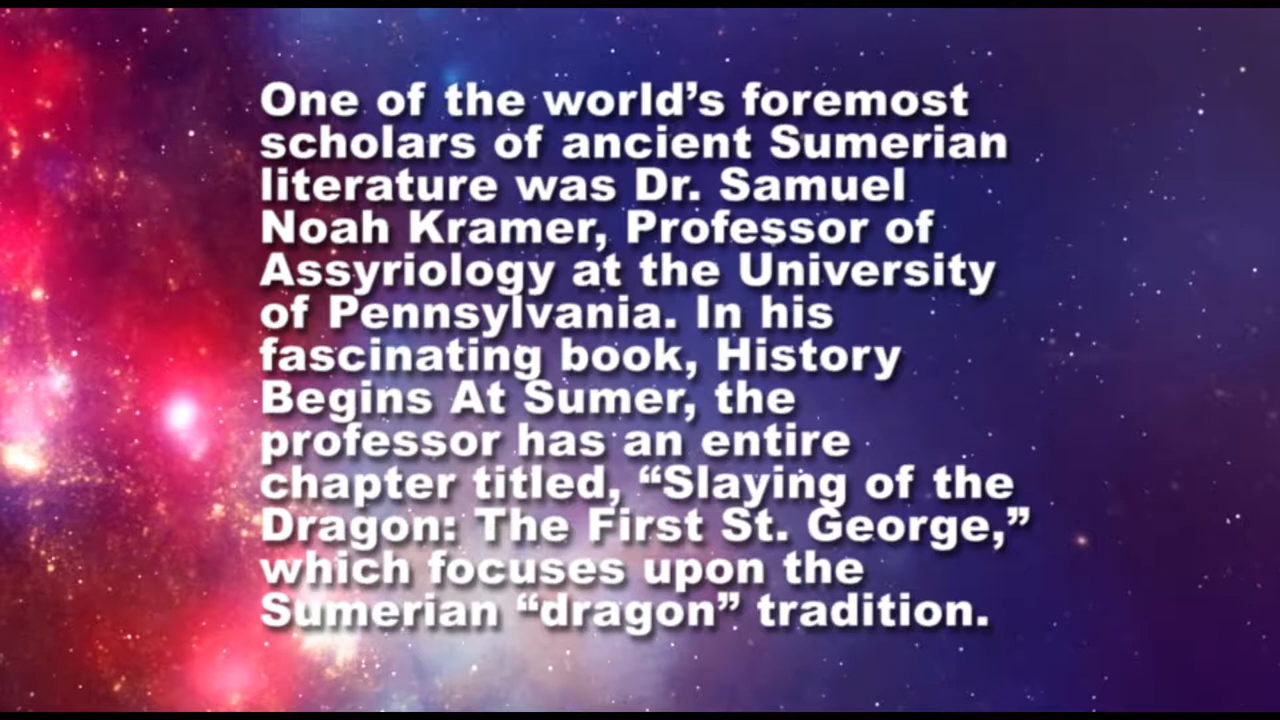 One of the world’s foremost
scholars of ancient Sumerian
literature was Dr. Samuel
Noah Kramer, Professor of
Assyriology at the University
of Pennsylvania. In his
fascinating book, History
Begins At Sumer, the
professor has an entire
chapter titled, “Slaying of the
Dragon: The First St. George,”
which focuses upon the
Sumerian “dragon” tradition.